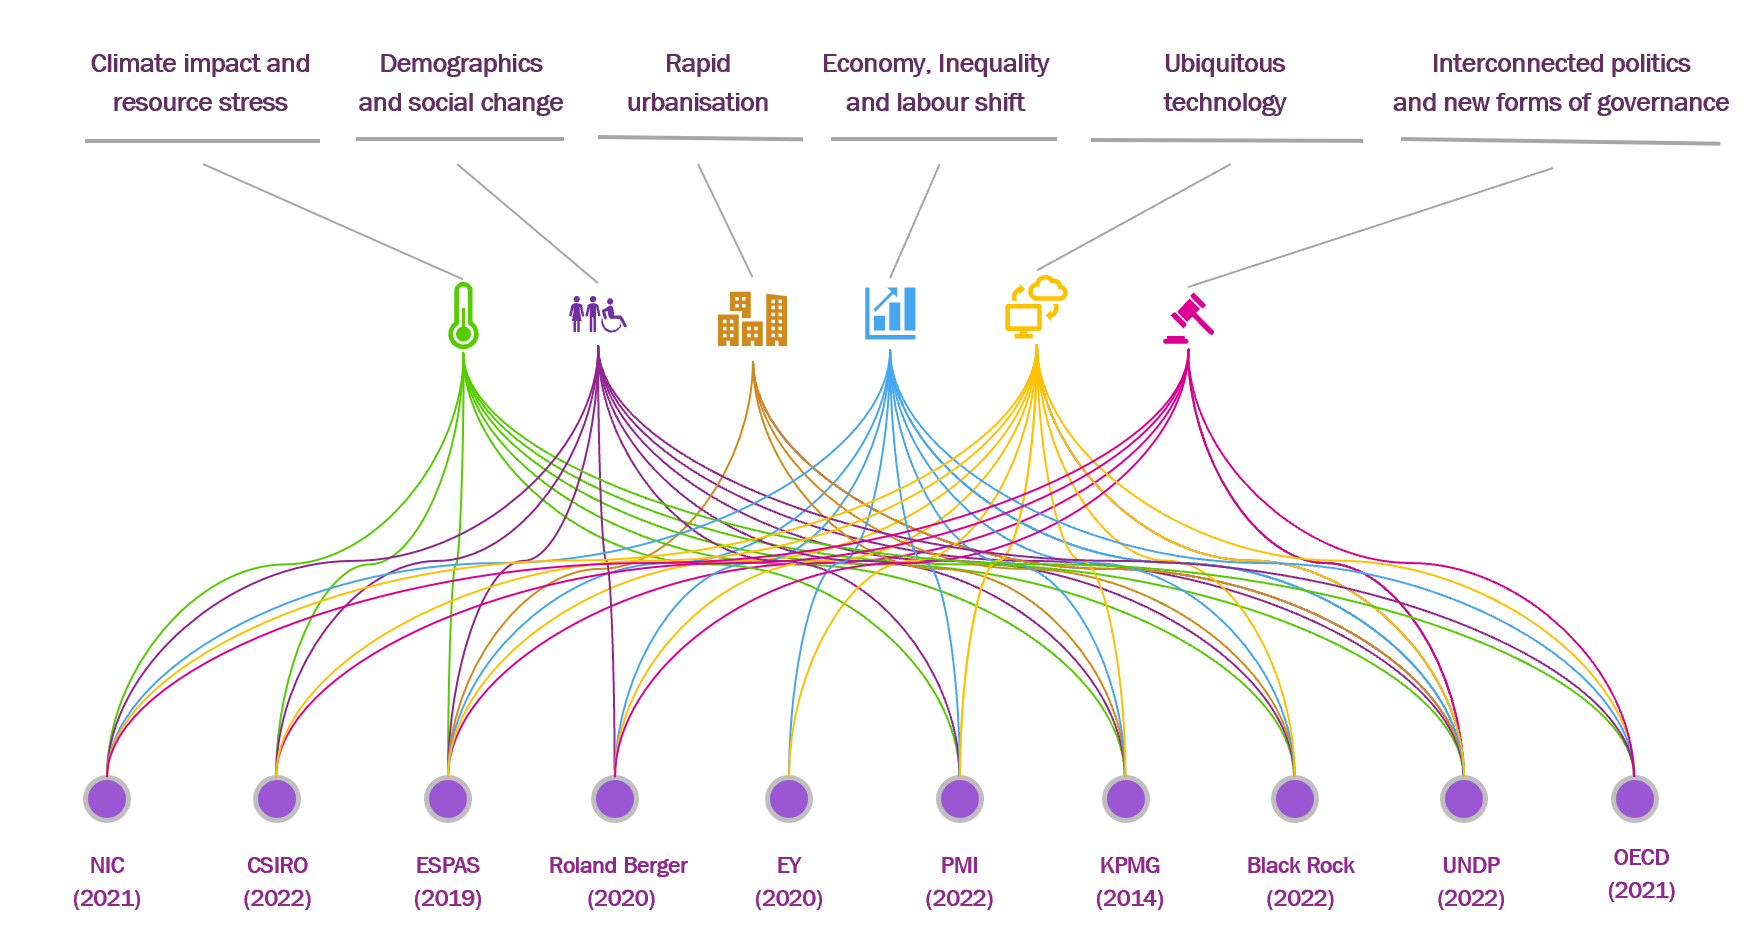 Climate impact and
resource stress
Demographics
and social change
Rapid
urbanisation
Economy, Inequality
and labour shift
Ubiquitous
technology
Interconnected politics
and new forms of governance
NIC
(2021)
CSIRO
(2022)
ESPAS
(2019)
Roland Berger
(2020)
EY
(2020)
PMI
(2022)
KPMG
(2014)
Black Rock
(2022)
UNDP
(2022)
OECD
(2021)